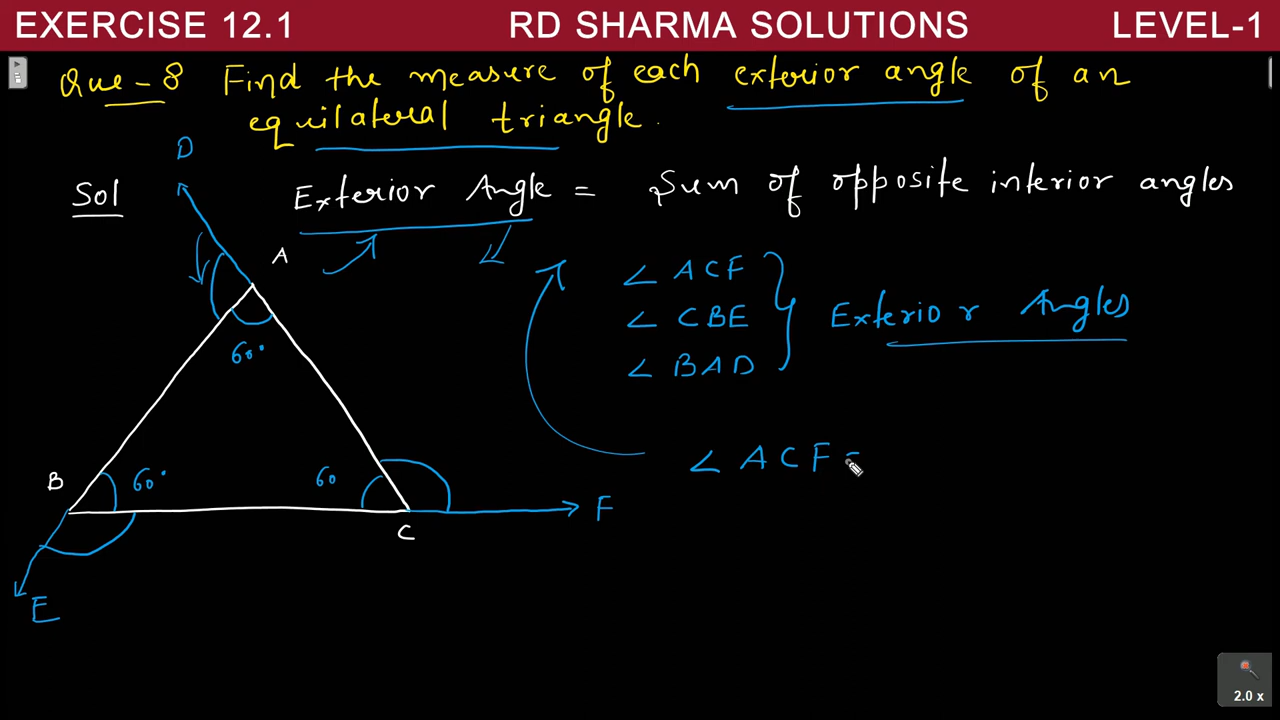 EXERCISE 12.1 RD SHARMA SOLUTIONS LEVEL-1
Que - 8 Find the measure of each exterior angle of an
equilateral triangle.
D
Sol Exterior Angle = Sum of opposite interior angles
A
∠ ACF
∠ CBE Exterior Angles
60°
∠ BAD
∠ ACF =
B 60° 60
F
C
E
2.0 x